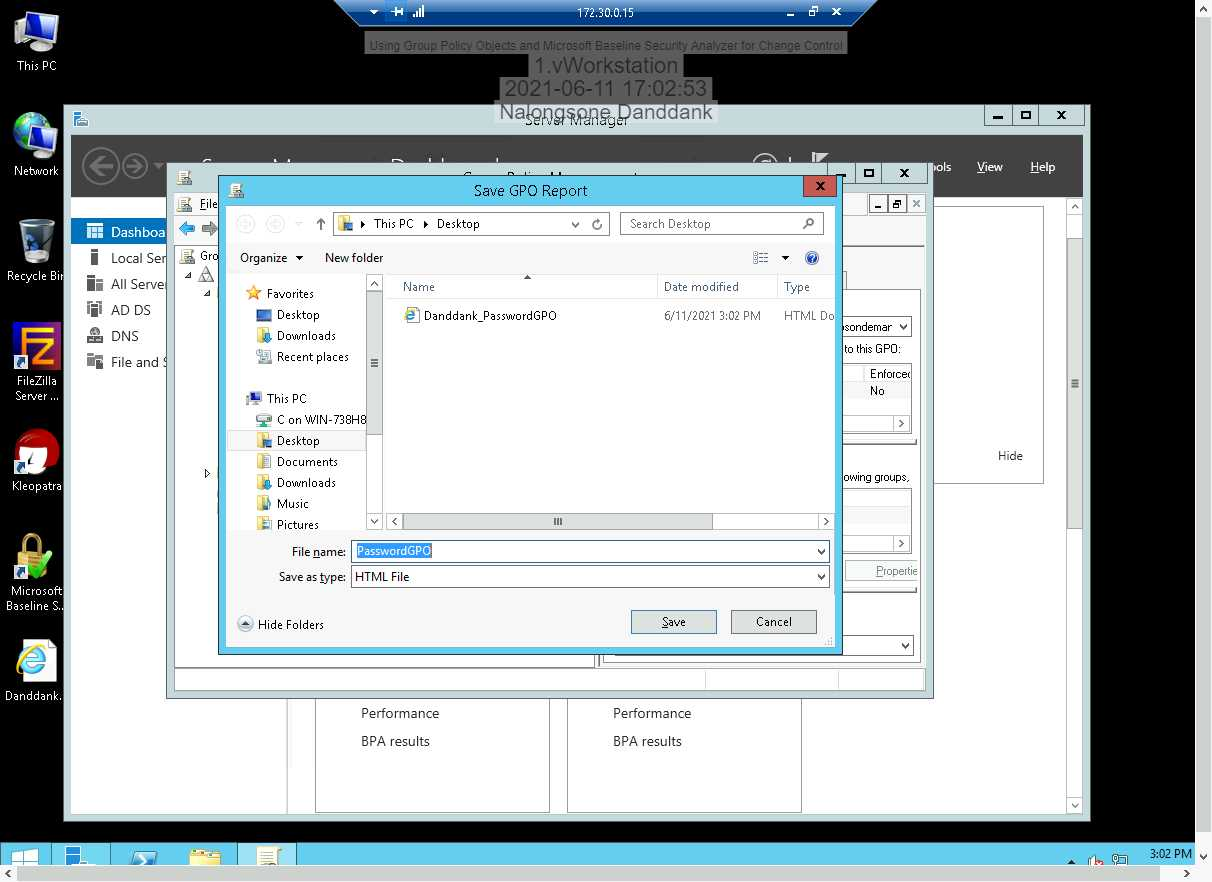 172.30.0.15
This PC
Using Group Policy Objects and Microsoft Baseline Security Analyzer for Change Control
1.vWorkstation
2021-06-11 17:02:53
Nalongsone Danddank
Server Manager
Network
View
Help
Save GPO Report
File
This PC
Desktop
Search Desktop
Dashboa
Local Ser
All Server
AD DS
DNS
File and S
Gro
Organize
New folder
Name
Date modified
Type
Favorites
Desktop
Downloads
Recent places
Danddank_PasswordGPO
6/11/2021 3:02 PM
HTML Do
This PC
C on WIN-738H8
Desktop
Documents
Downloads
Music
Pictures
osondemar
to this GPO:
Enforced
No
Hide
owing groups,
Propertie
File name:
PasswordGPO
Save as type:
HTML File
Hide Folders
Save
Cancel
Recycle Bin
FileZilla
Server ...
Kleopatra
Microsoft
Baseline S...
Danddank.
Performance
BPA results
Performance
BPA results
3:02 PM